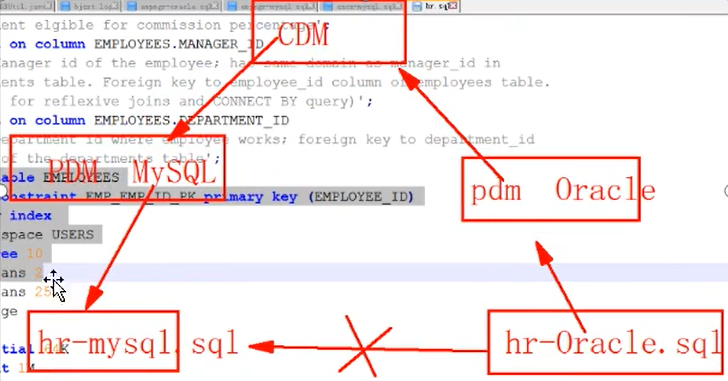 hr.sql
ent elgible for commission percentage';
CDM
on column EMPLOYEES.MANAGER_ID
anager id of the employee; has same domain as manager_id in
ents table. Foreign key to employee_id column of employees table.
for reflexive joins and CONNECT BY query)';
on column EMPLOYEES.DEPARTMENT_ID
epartment id where employee works; foreign key to department_id
of the departments table';
PDM MySQL
able EMPLOYEES
onstraint EMP_EMP_ID_PK primary key (EMPLOYEE_ID)
pdm Oracle
index
space USERS
ree 10
ans 2
ans 25
ge
hr-mysql.sql
hr-Oracle.sql
tial 64K
t 1M